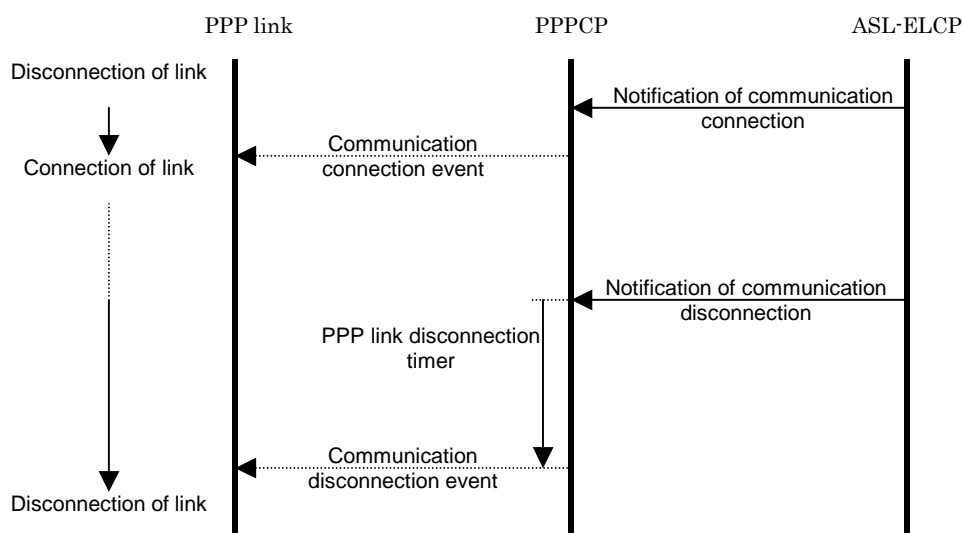 PPP link
PPPCP
ASL-ELCP
Disconnection of link
Notification of communication
connection
Communication
connection event
Connection of link
Notification of communication
disconnection
PPP link disconnection
timer
Communication
disconnection event
Disconnection of link